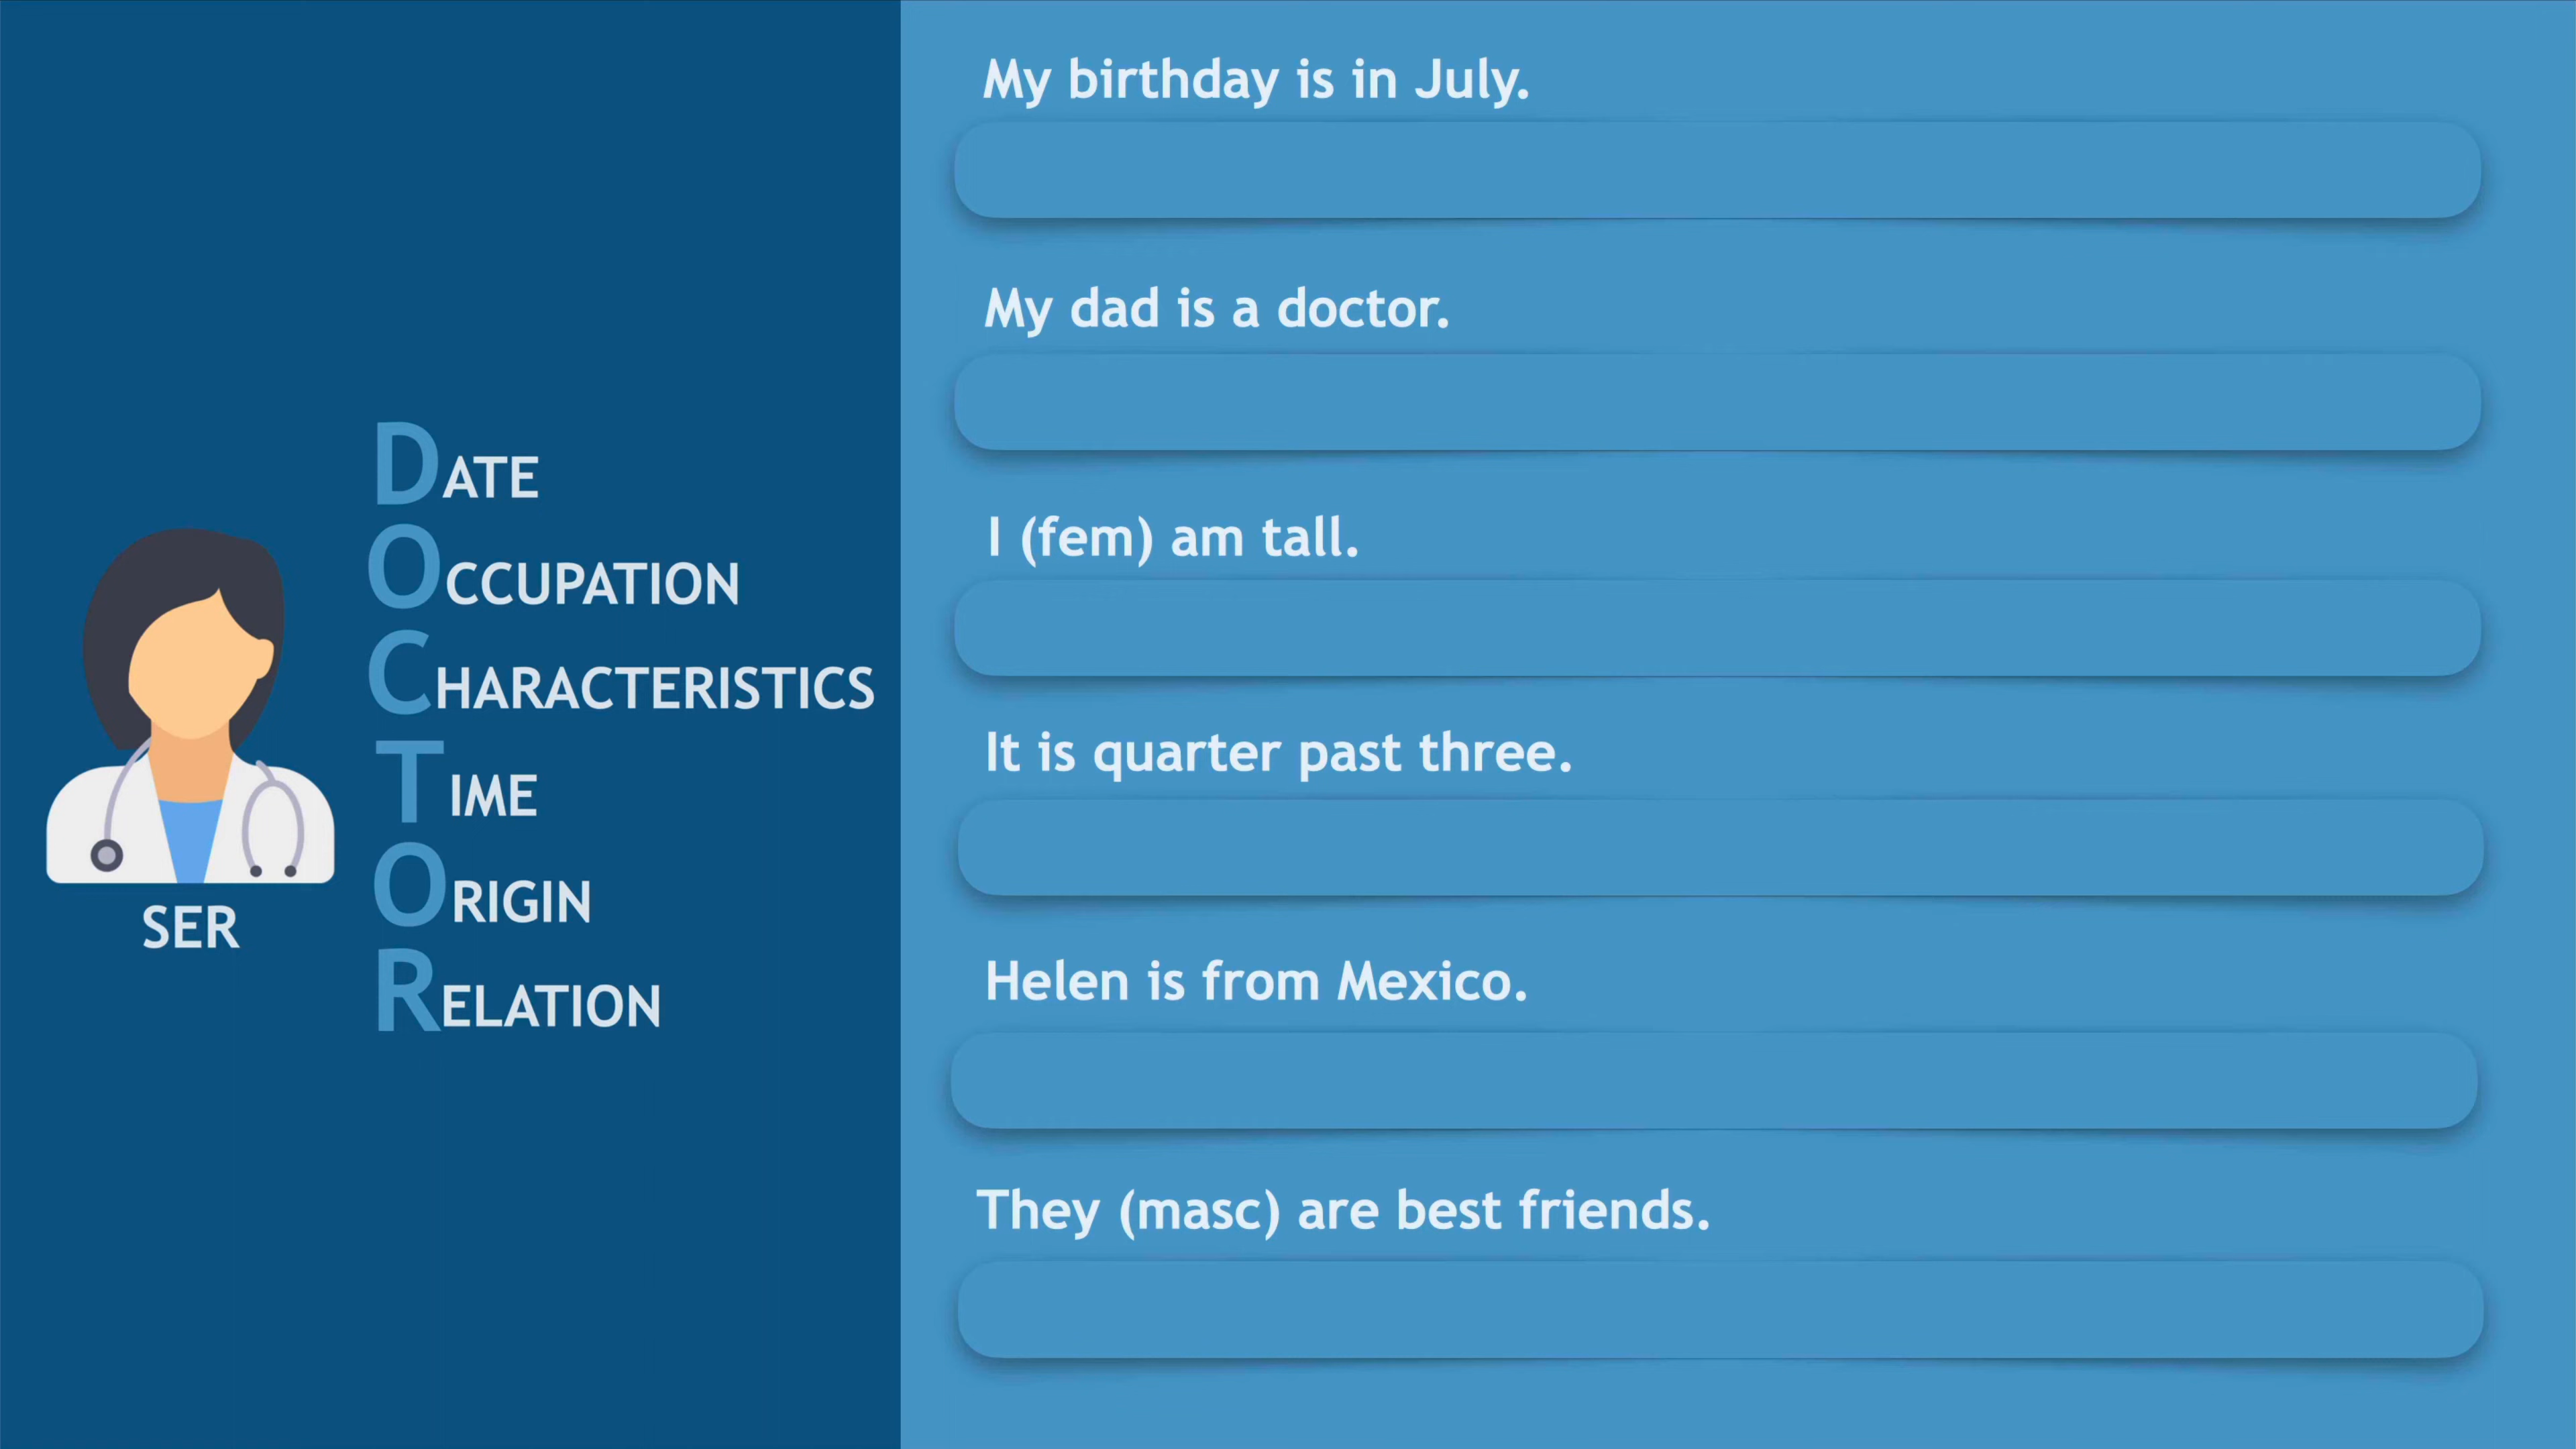 SER
DATE
OCCUPATION
CHARACTERISTICS
TIME
ORIGIN
RELATION
My birthday is in July.
My dad is a doctor.
I (fem) am tall.
It is quarter past three.
Helen is from Mexico.
They (masc) are best friends.